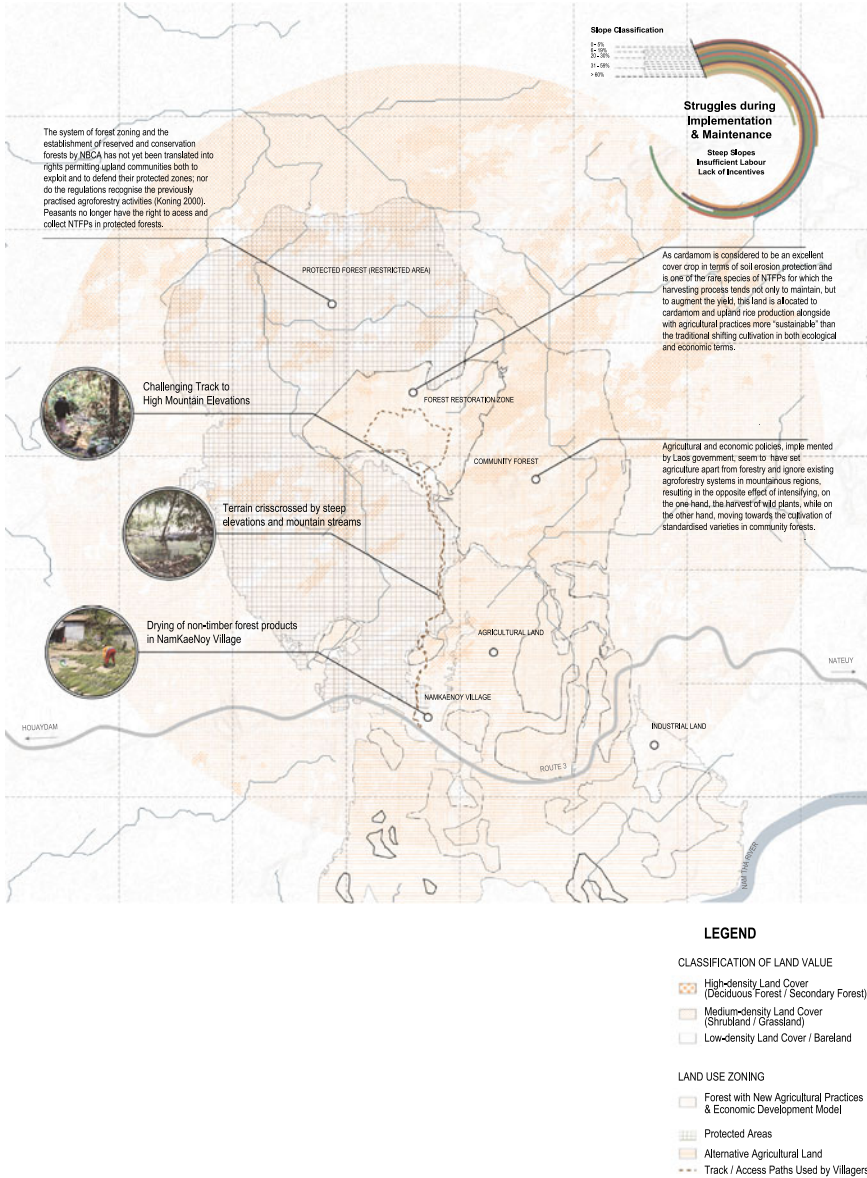 Slope Classification
0 - 5%
6 - 19%
20 - 30%
31 - 59%
> 60%
Struggles during
Implementation
& Maintenance
Steep Slopes
Insufficient Labour
Lack of Incentives
The system of forest zoning and the
establishment of reserved and conservation
forests by NBCA has not yet been translated into
rights permitting upland communities both to
exploit and to defend their protected zones; nor
do the regulations recognise the previously
practised agroforestry activities (Koning 2000).
Peasants no longer have the right to acess and
collect NTFPs in protected forests.
PROTECTED FOREST (RESTRICTED AREA)
As cardamom is considered to be an excellent
cover crop in terms of soil erosion protection and
is one of the rare species of NTFPs for which the
harvesting process tends not only to maintain, but
to augment the yield, this land is allocated to
cardamom and upland rice production alongside
with agricultural practices more "sustainable" than
the traditional shifting cultivation in both ecological
and economic terms.
Challenging Track to
High Mountain Elevations
FOREST RESTORATION ZONE
COMMUNITY FOREST
Agricultural and economic policies, imple mented
by Laos government, seem to have set
agriculture apart from forestry and ignore existing
agroforestry systems in mountainous regions,
resulting in the opposite effect of intensifying, on
the one hand, the harvest of wild plants, while on
the other hand, moving towards the cultivation of
standardised varieties in community forests.
Terrain crisscrossed by steep
elevations and mountain streams
Drying of non-timber forest products
in NamKaeNoy Village
AGRICULTURAL LAND
NATEUY
NAMKAENOY VILLAGE
HOUAYDAM
INDUSTRIAL LAND
ROUTE 3
NAM THA RIVER
LEGEND
CLASSIFICATION OF LAND VALUE
High-density Land Cover
(Deciduous Forest / Secondary Forest)
Medium-density Land Cover
(Shrubland / Grassland)
Low-density Land Cover / Bareland
LAND USE ZONING
Forest with New Agricultural Practices
& Economic Development Model
Protected Areas
Alternative Agricultural Land
Track / Access Paths Used by Villagers